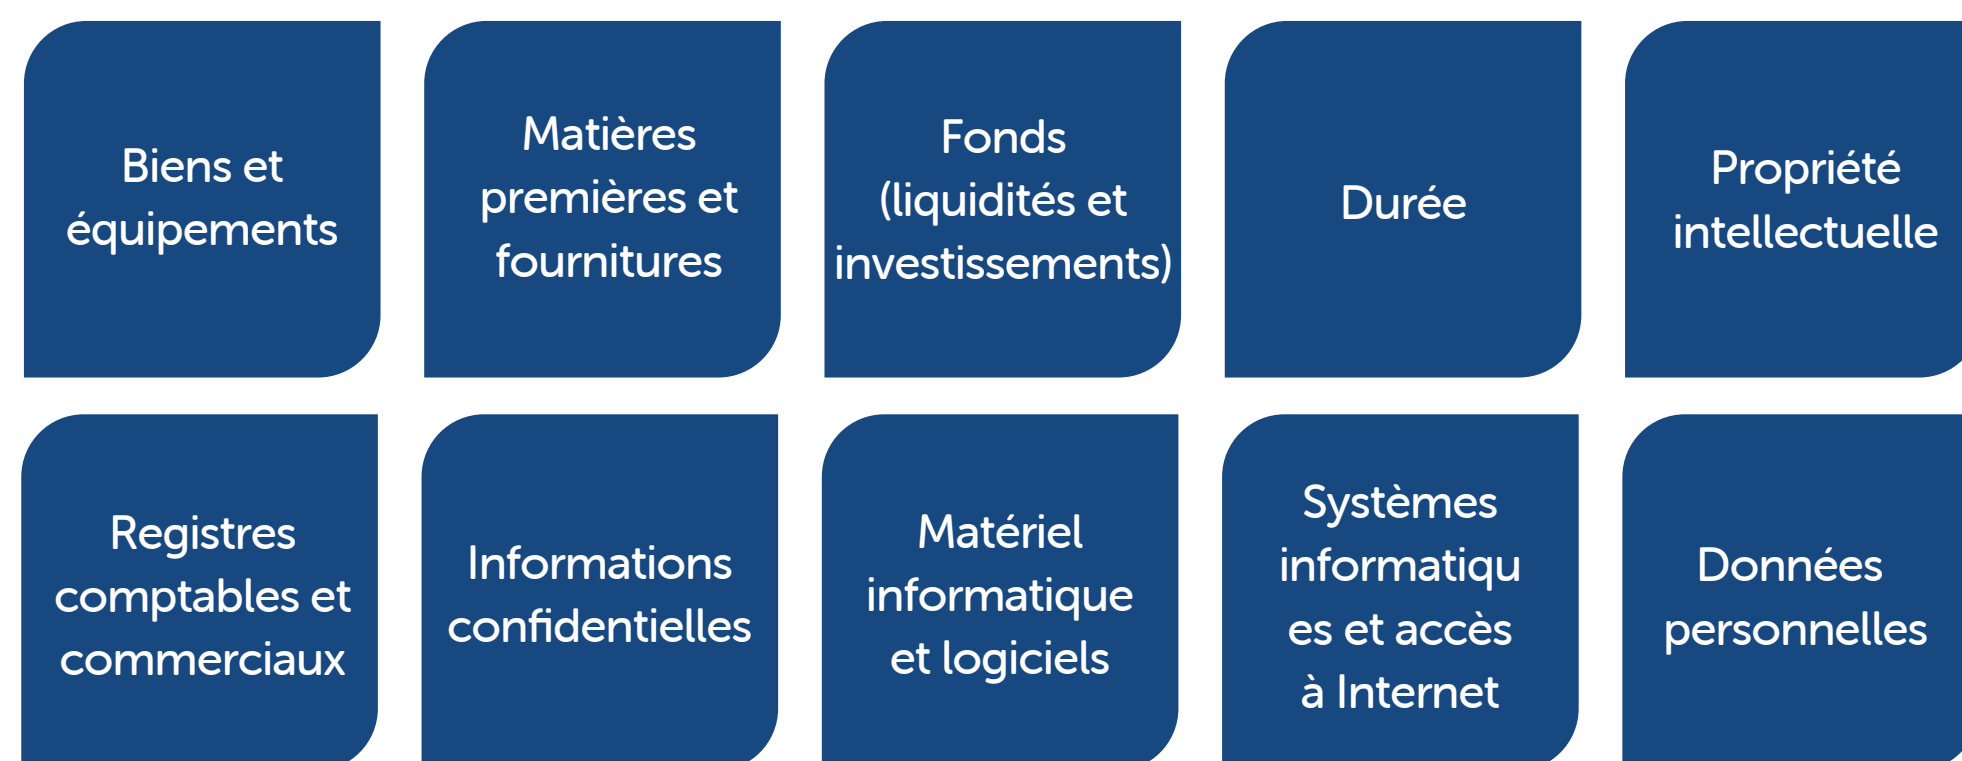 Biens et
équipements
Matières
premières et
fournitures
Fonds
(liquidités et
investissements)
Durée
Propriété
intellectuelle
Registres
comptables et
commerciaux
Informations
confidentielles
Matériel
informatique
et logiciels
Systèmes
informatiqu
es et accès
à Internet
Données
personnelles